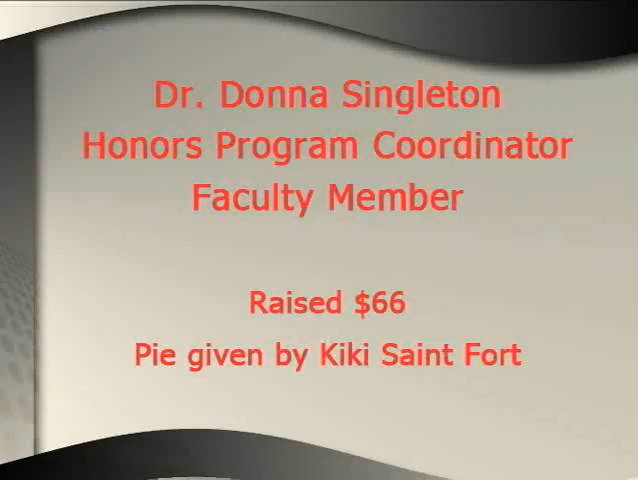 Dr. Donna Singleton
Honors Program Coordinator
Faculty Member
Raised $66
Pie given by Kiki Saint Fort